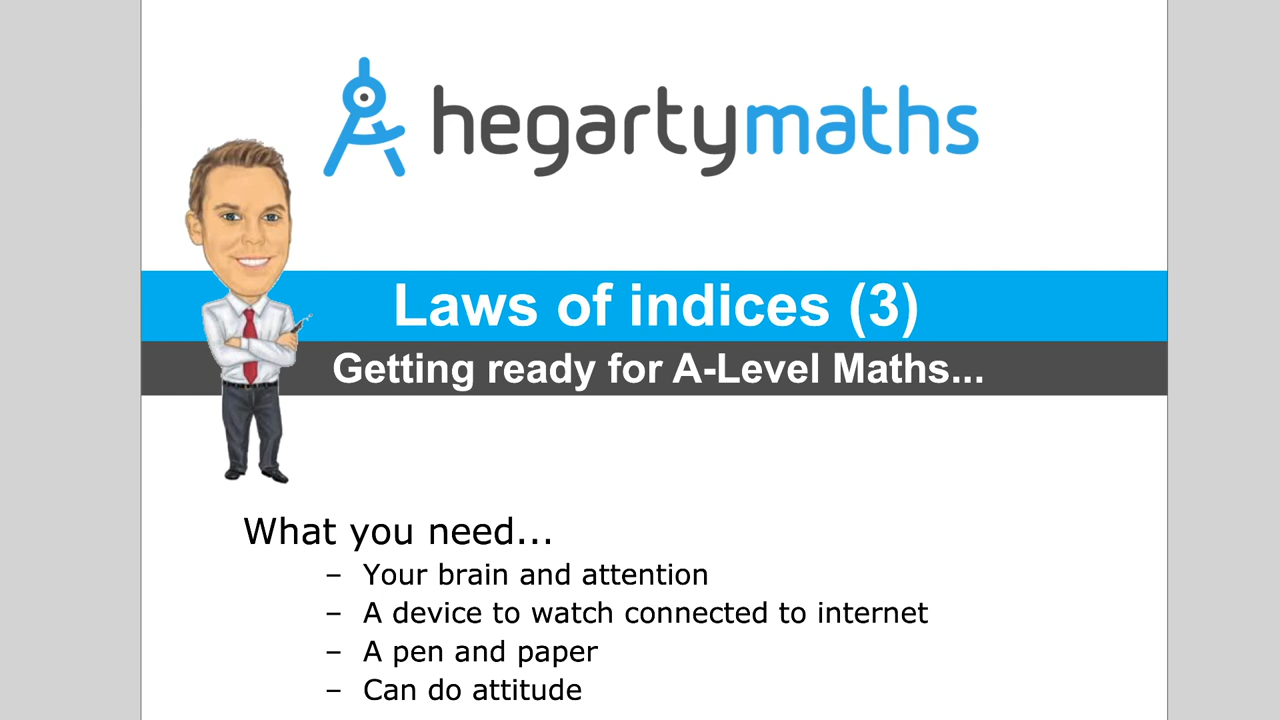 hegartymaths
Laws of indices (3)
Getting ready for A-Level Maths...
What you need...
– Your brain and attention
– A device to watch connected to internet
– A pen and paper
– Can do attitude